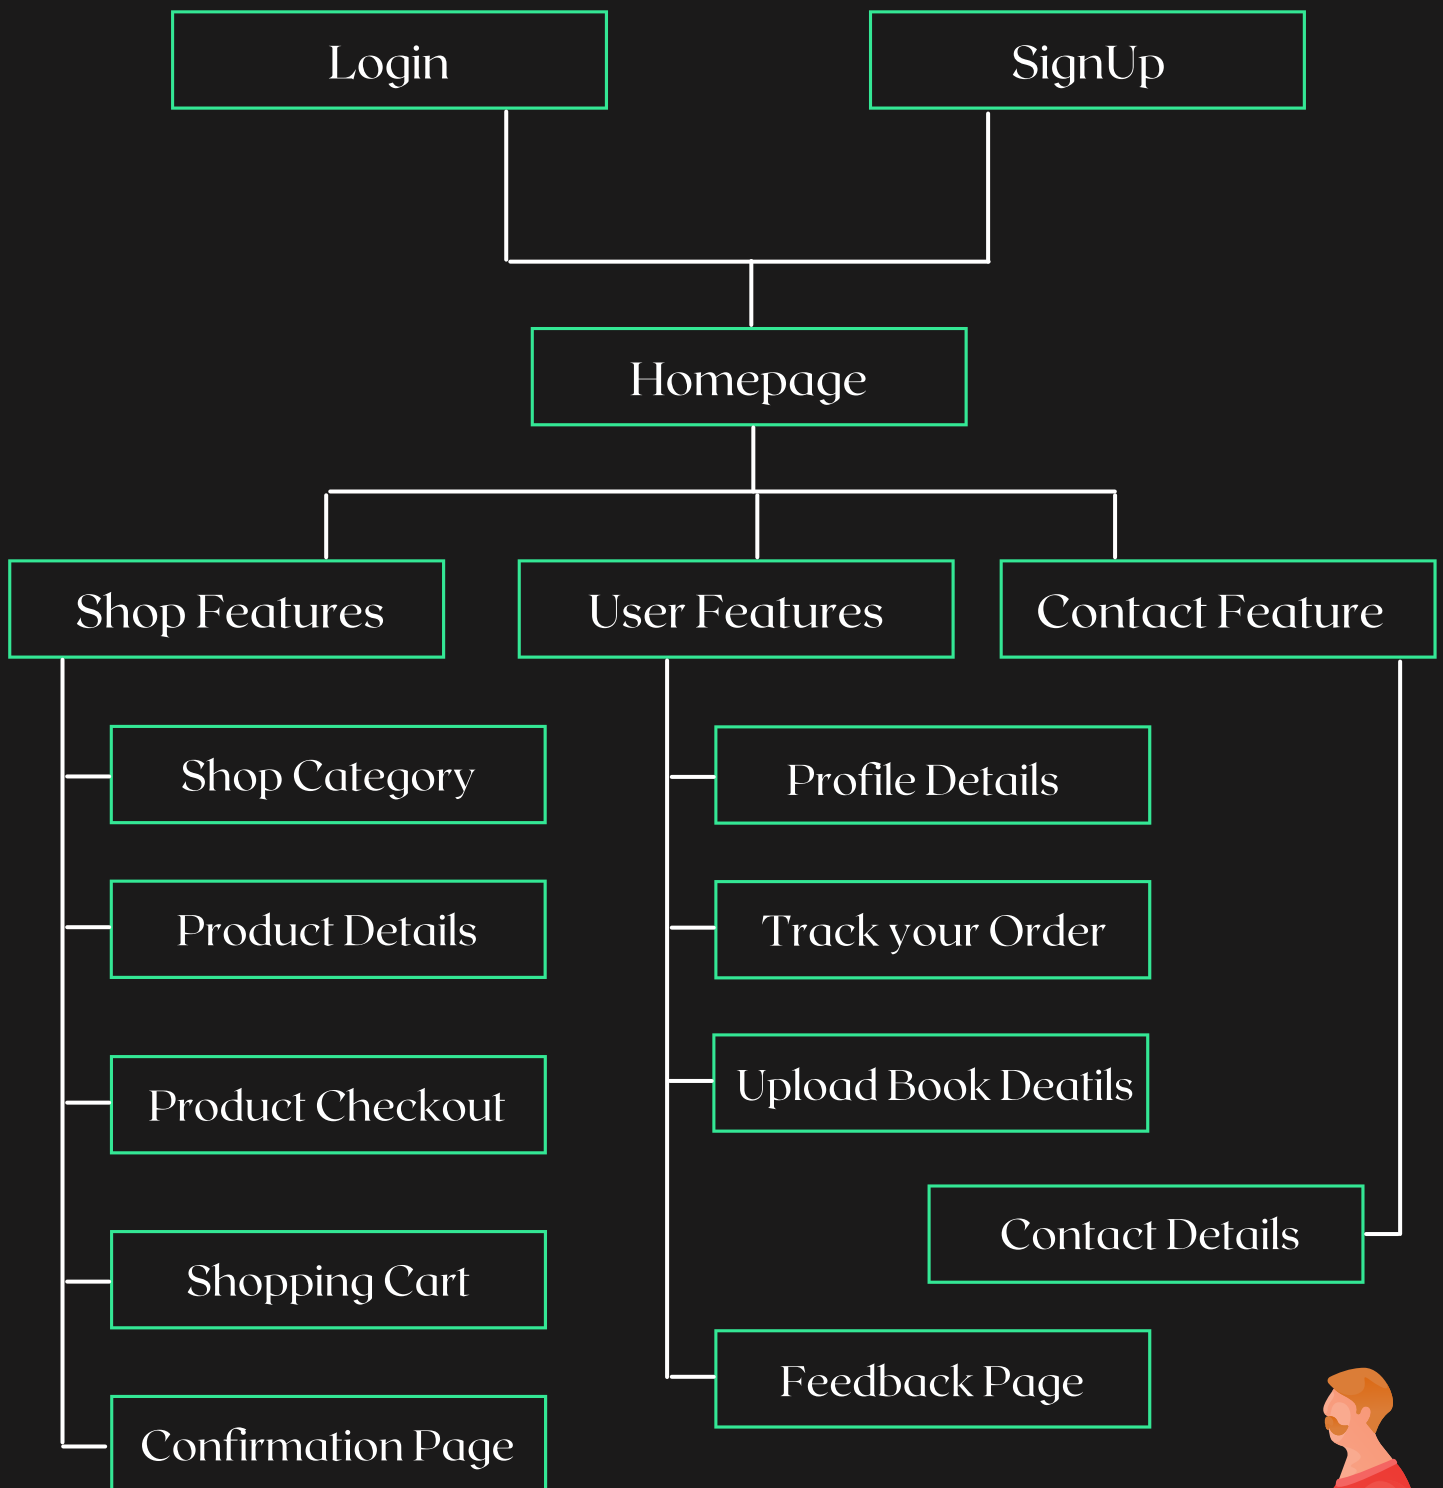 Login
SignUp
Homepage
Shop Features
User Features
Contact Feature
Shop Category
Product Details
Product Checkout
Shopping Cart
Confirmation Page
Profile Details
Track your Order
Upload Book Deatils
Feedback Page
Contact Details